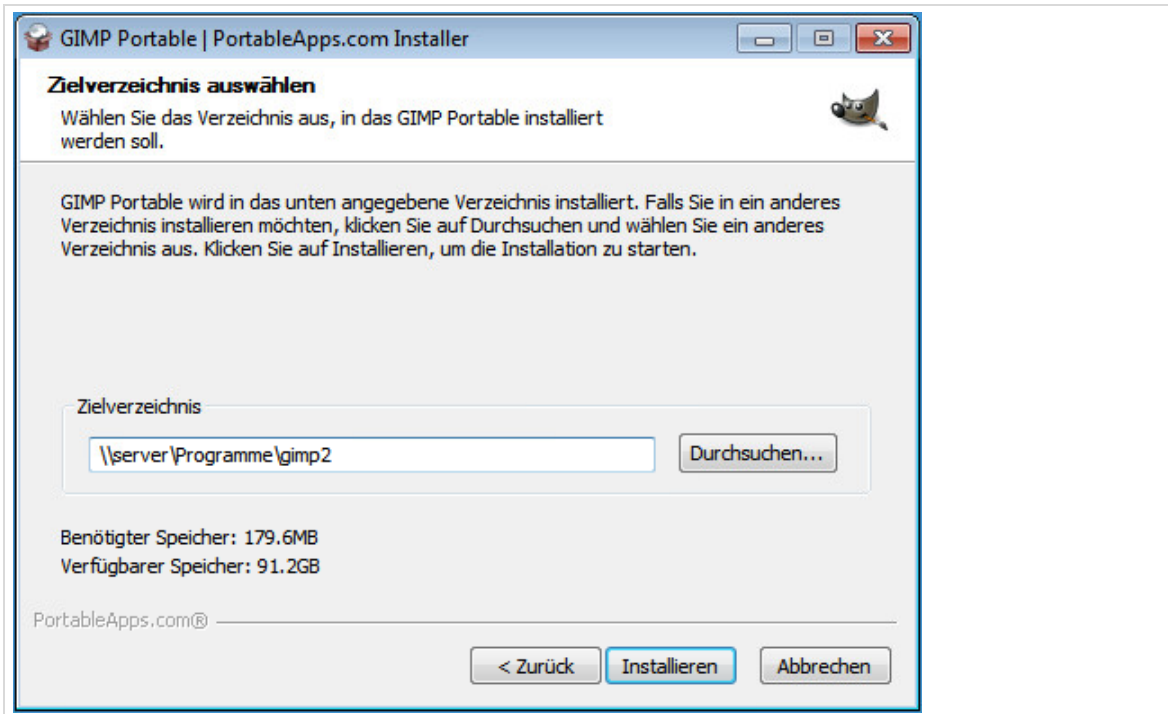 GIMP Portable | PortableApps.com Installer
Zielverzeichnis auswählen
Wählen Sie das Verzeichnis aus, in das GIMP Portable installiert
werden soll.
GIMP Portable wird in das unten angegebene Verzeichnis installiert. Falls Sie in ein anderes
Verzeichnis installieren möchten, klicken Sie auf Durchsuchen und wählen Sie ein anderes
Verzeichnis aus. Klicken Sie auf Installieren, um die Installation zu starten.
Zielverzeichnis
\\server\Programme\gimp2 Durchsuchen...
Benötigter Speicher: 179.6MB
Verfügbarer Speicher: 91.2GB
PortableApps.com®
< Zurück Installieren Abbrechen